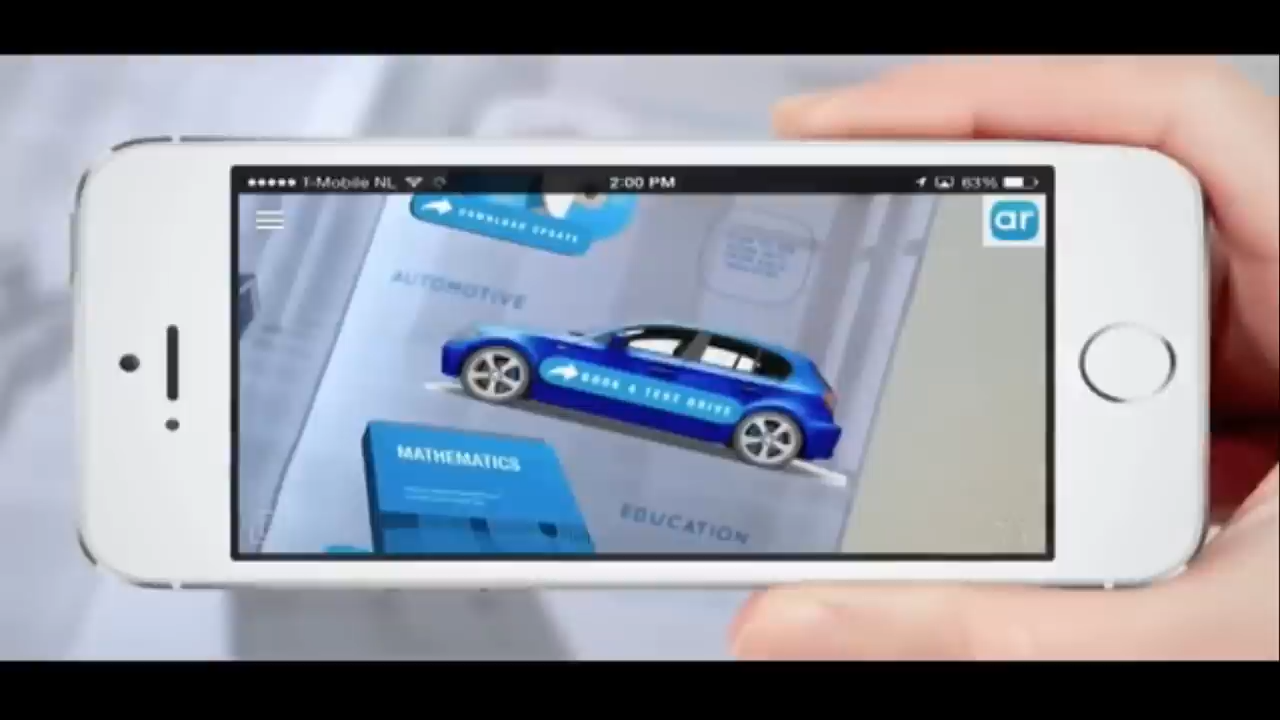 T-Mobile NL
2:00 PM
63%
ar
DOWNLOAD UPDATE
AUTOMOTIVE
BOOK A TEST DRIVE
MATHEMATICS
EDUCATION